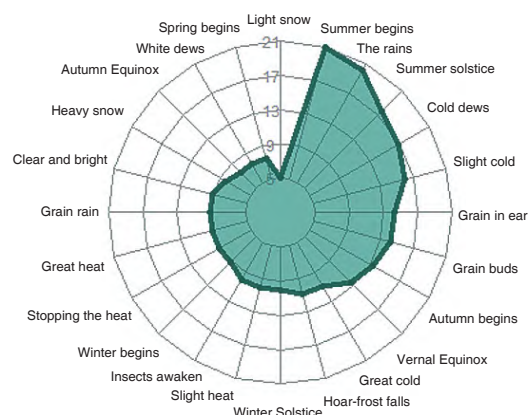 Light snow
Summer begins
The rains
Summer solstice
Cold dews
Slight cold
Grain in ear
Grain buds
Autumn begins
Vernal Equinox
Great cold
Hoar-frost falls
Winter Solstice
Slight heat
Insects awaken
Winter begins
Stopping the heat
Great heat
Grain rain
Clear and bright
Heavy snow
Autumn Equinox
White dews
Spring begins
21
17
13
9
5